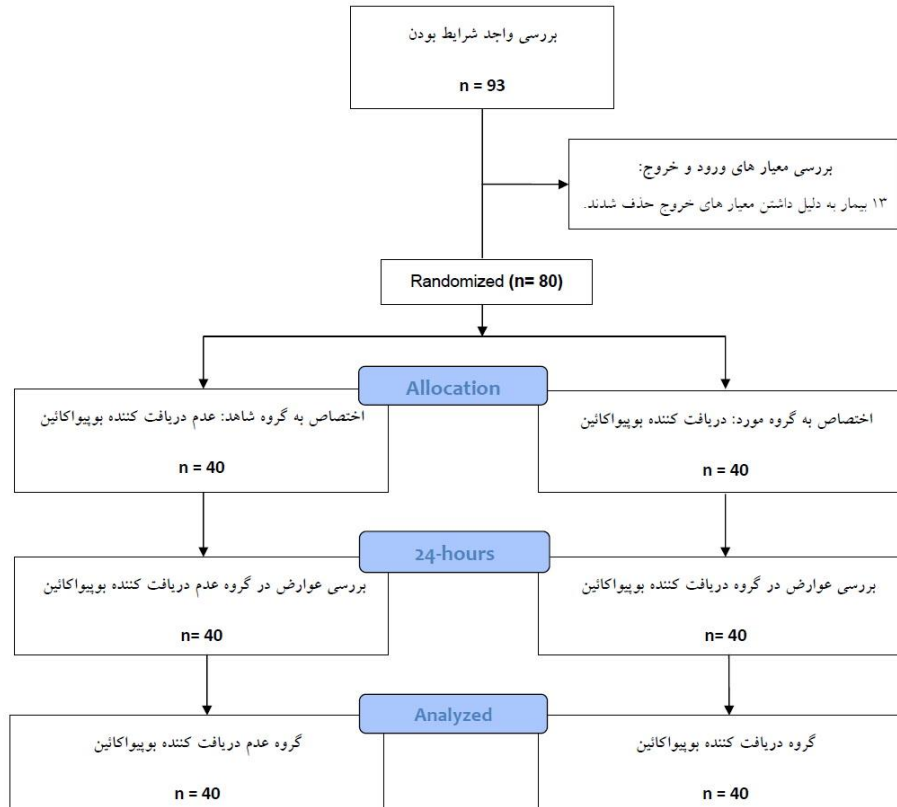 بررسی واجد شرایط بودن
n = 93
بررسی معیار های ورود و خروج:
۱۳ بیمار به دلیل داشتن معیار های خروج حذف شدند.
Randomized (n= 80)
Allocation
اختصاص به گروه مورد: دریافت کننده بوپیواکائین
n = 40
اختصاص به گروه شاهد: عدم دریافت کننده بوپیواکائین
n = 40
24-hours
بررسی عوارض در گروه دریافت کننده بوپیواکائین
n= 40
بررسی عوارض در گروه عدم دریافت کننده بوپیواکائین
n= 40
Analyzed
گروه دریافت کننده بوپیواکائین
n = 40
گروه عدم دریافت کننده بوپیواکائین
n = 40